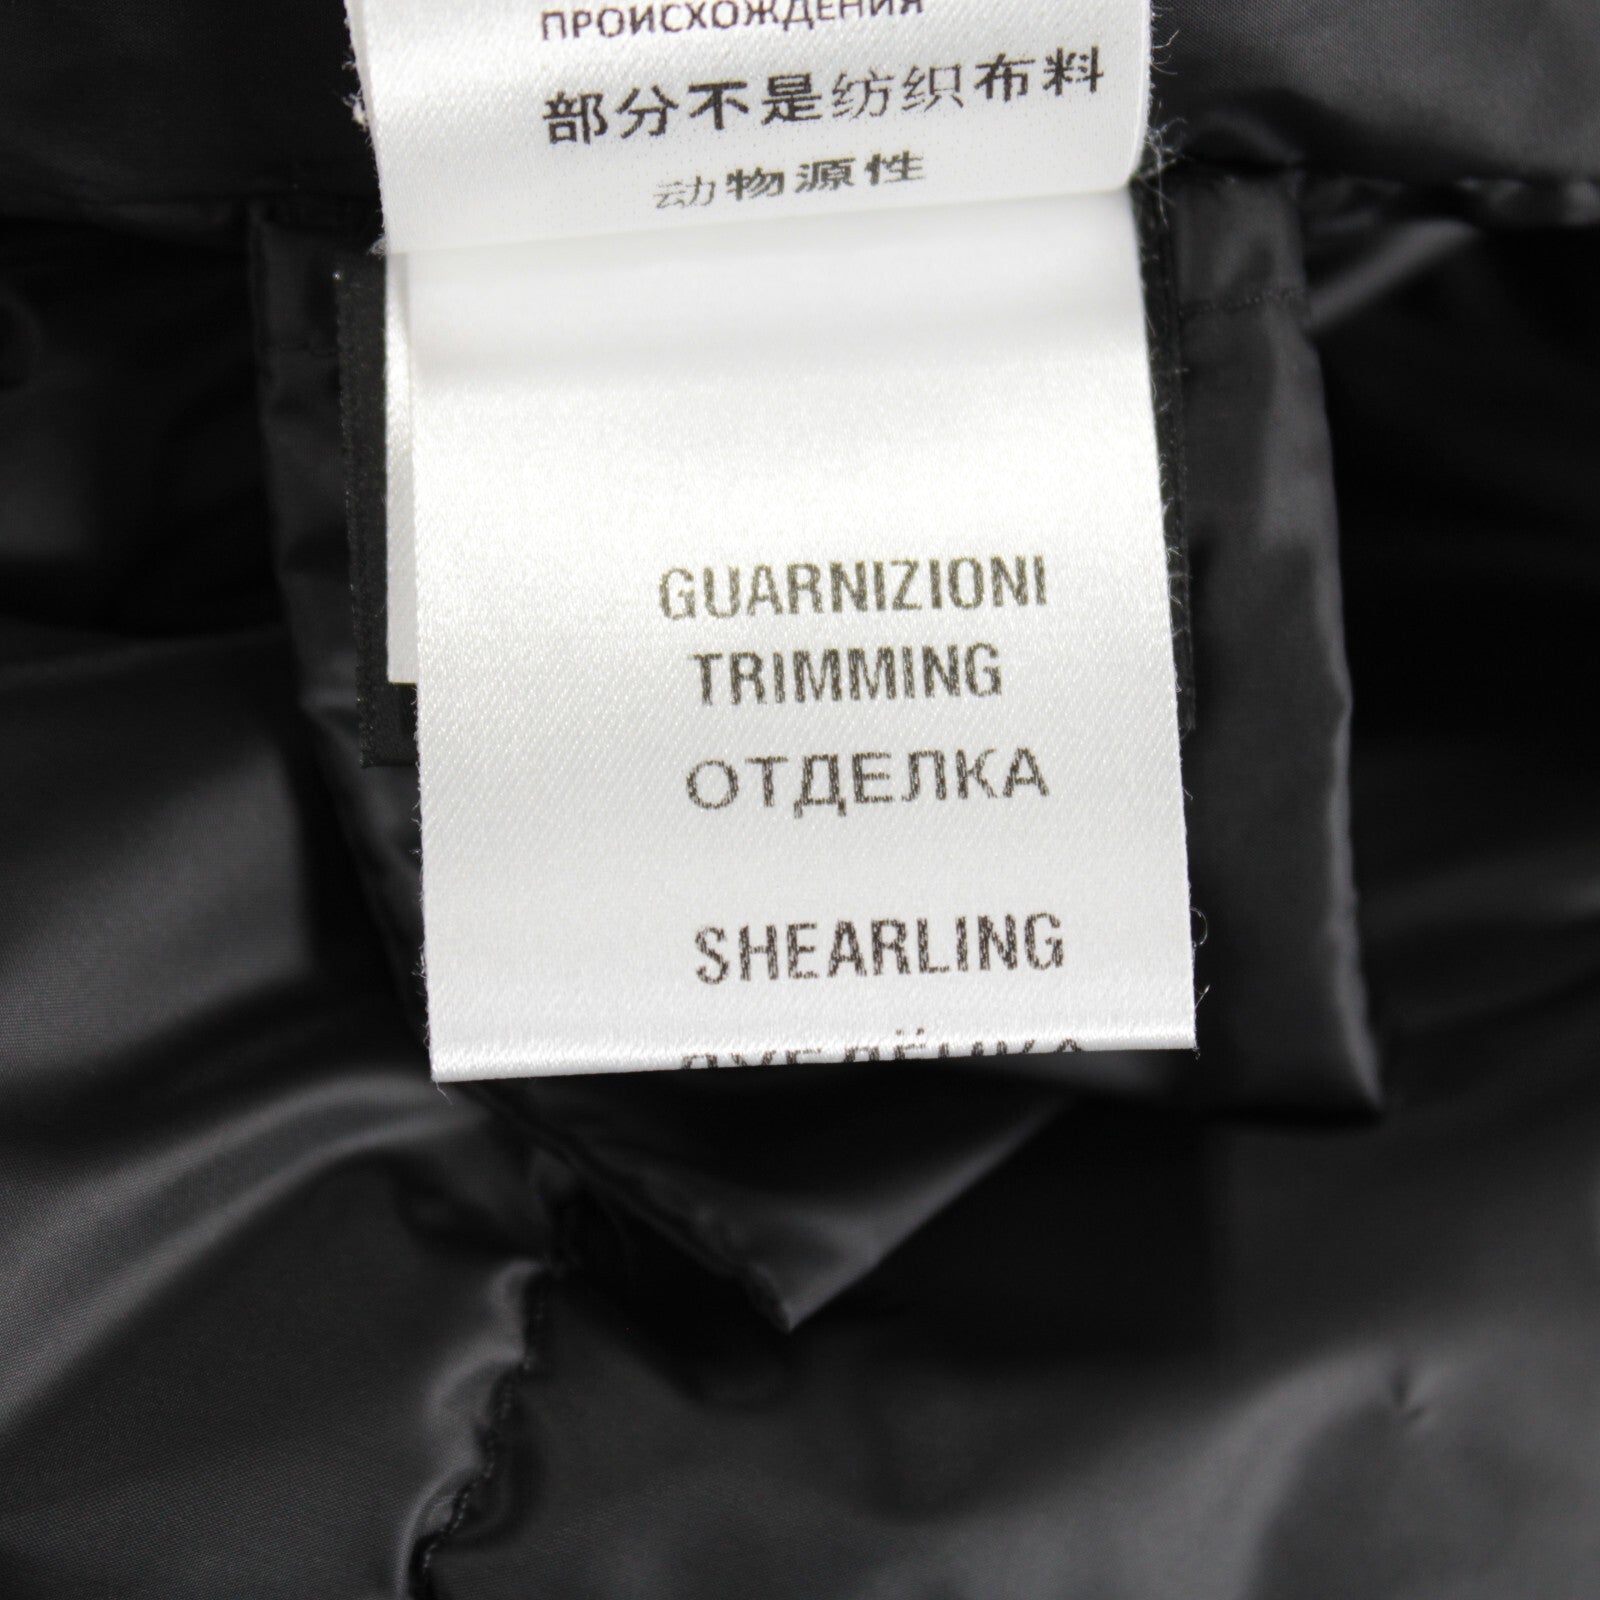 ПРОИСХОЖДЕНИЯ
部分不是纺织布料
动物源性
GUARNIZIONI
TRIMMING
ОТДЕЛКА
SHEARLING